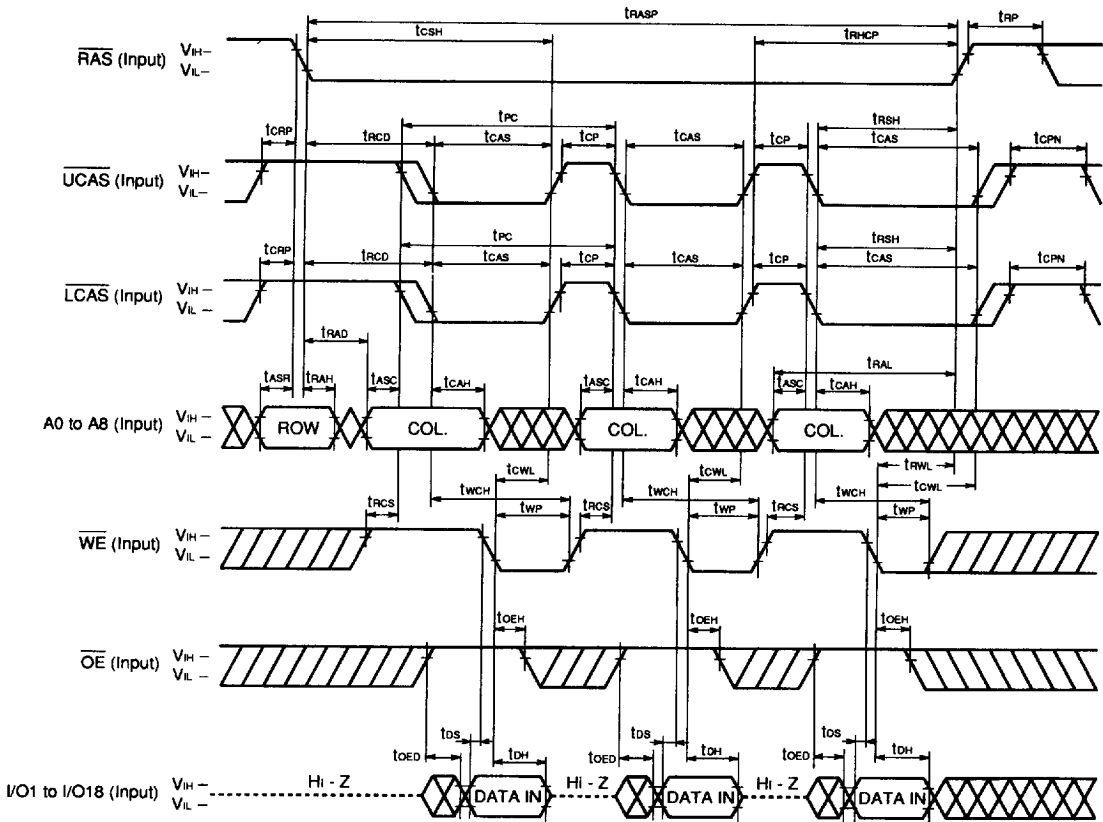 tRASP
tRP
tCSH
tRHCP
RAS (Input) VIH–
VIL–
tPC
tRSH
tCRP tRCD tCAS tCP tCAS tCP tCAS tCPN
UCAS (Input) VIH–
VIL–
tPC
tRSH
tCRP tRCD tCAS tCP tCAS tCP tCAS tCPN
LCAS (Input) VIH–
VIL–
tRAD
tRAL
tASR tRAH tASC tCAH tASC tCAH tASC tCAH
A0 to A8 (Input) VIH–
VIL–
ROW COL. COL. COL.
tRWL
tCWL tCWL tCWL
tWCH tWCH tWCH
tRCS tWP tRCS tWP tRCS tWP
WE (Input) VIH–
VIL –
tOEH tOEH tOEH
OE (Input) VIH–
VIL –
tDS tDS tDS
tOED tDH tOED tDH tOED tDH
I/O1 to I/O18 (Input) VIH –
VIL –
Hi - Z DATA IN Hi - Z DATA IN Hi - Z DATA IN